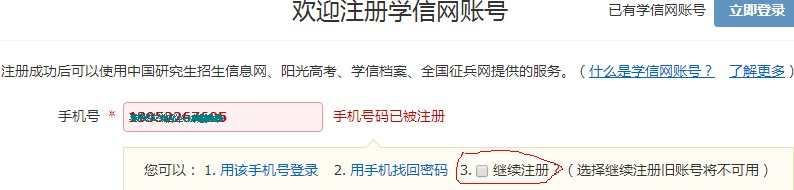 欢迎注册学信网账号
已有学信网账号 立即登录
注册成功后可以使用中国研究生招生信息网、阳光高考、学信档案、全国征兵网提供的服务。（什么是学信网账号？ 了解更多）
手机号 * 手机号码已被注册
您可以： 1. 用该手机号登录 2. 用手机找回密码 3. 继续注册 （选择继续注册旧账号将不可用）